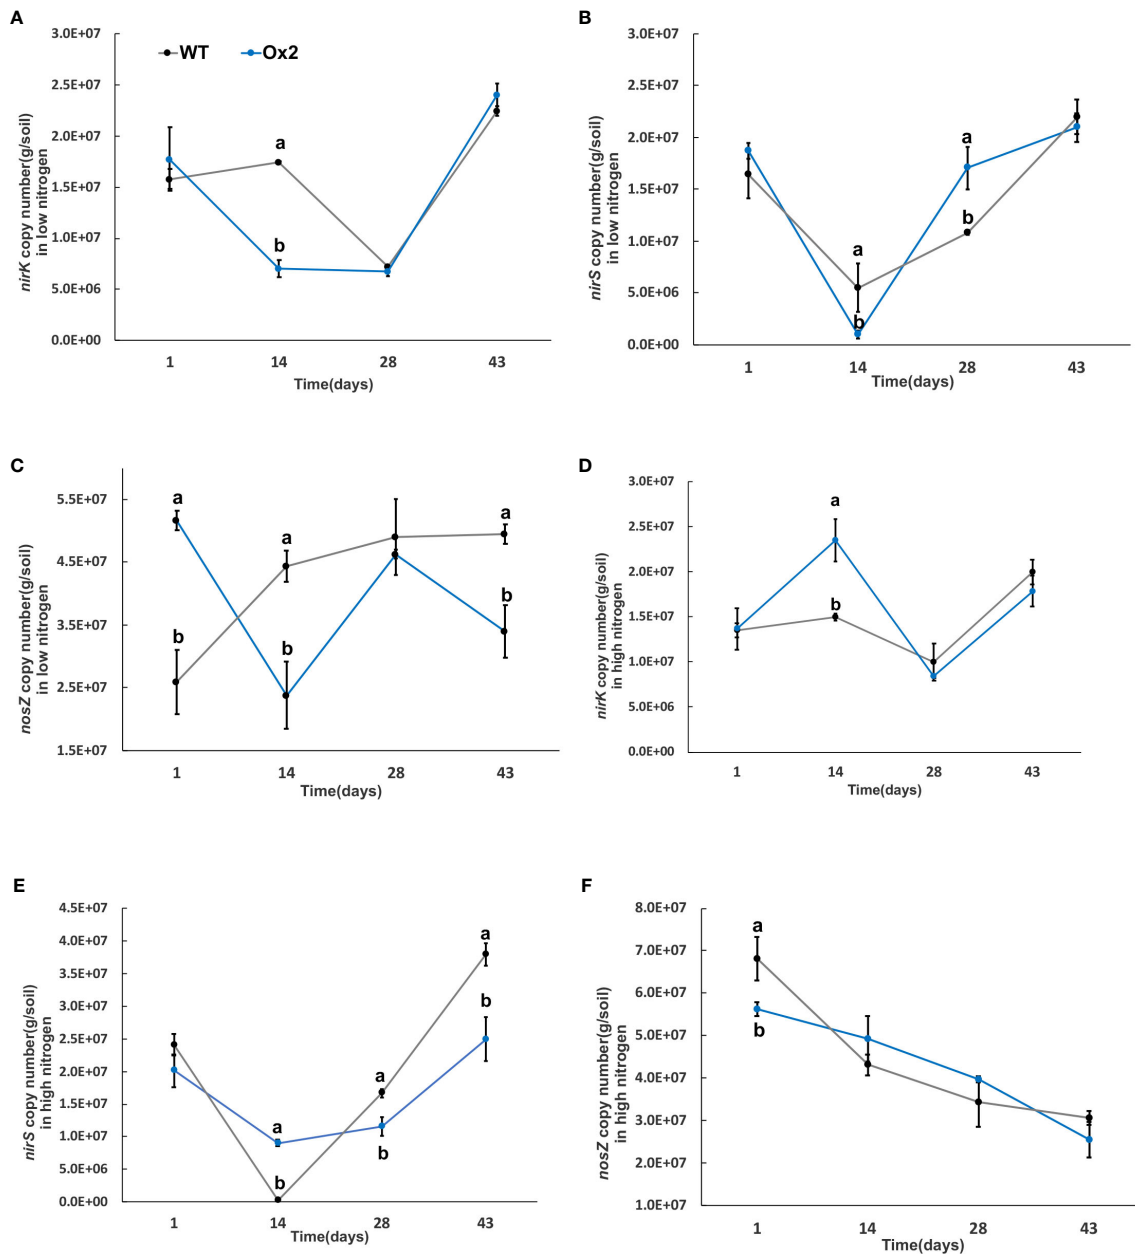 A
3.0E+07
2.5E+07
2.0E+07
1.5E+07
1.0E+07
5.0E+06
0.0E+00
nirK copy number(g/soil)
in low nitrogen
WT Ox2
a
b
1 14 28 43
Time(days)
B
3.0E+07
2.5E+07
2.0E+07
1.5E+07
1.0E+07
5.0E+06
0.0E+00
nirS copy number(g/soil)
in low nitrogen
a
b
a
b
1 14 28 43
Time(days)
C
5.5E+07
4.5E+07
3.5E+07
2.5E+07
1.5E+07
nosZ copy number(g/soil)
in low nitrogen
a
b
a
b
a
b
1 14 28 43
Time(days)
D
3.0E+07
2.5E+07
2.0E+07
1.5E+07
1.0E+07
5.0E+06
0.0E+00
nirK copy number(g/soil)
in high nitrogen
a
b
1 14 28 43
Time(days)
E
4.5E+07
4.0E+07
3.5E+07
3.0E+07
2.5E+07
2.0E+07
1.5E+07
1.0E+07
5.0E+06
0.0E+00
nirS copy number(g/soil)
in high nitrogen
a
b
a
b
a
b
1 14 28 43
Time(days)
F
8.0E+07
7.0E+07
6.0E+07
5.0E+07
4.0E+07
3.0E+07
2.0E+07
1.0E+07
nosZ copy number(g/soil)
in high nitrogen
a
b
1 14 28 43
Time(days)